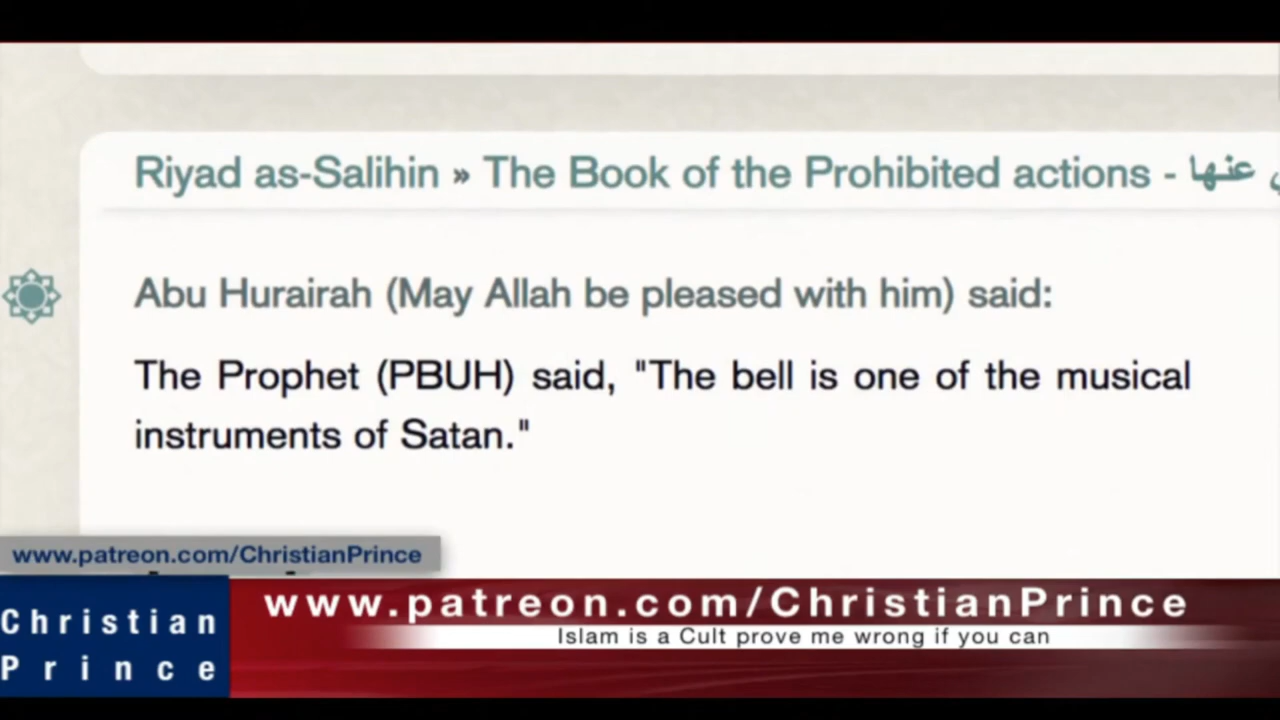 Riyad as-Salihin » The Book of the Prohibited actions - عنها
Abu Hurairah (May Allah be pleased with him) said:
The Prophet (PBUH) said, "The bell is one of the musical
instruments of Satan."
www.patreon.com/ChristianPrince
Christian
Prince
www.patreon.com/ChristianPrince
Islam is a Cult prove me wrong if you can